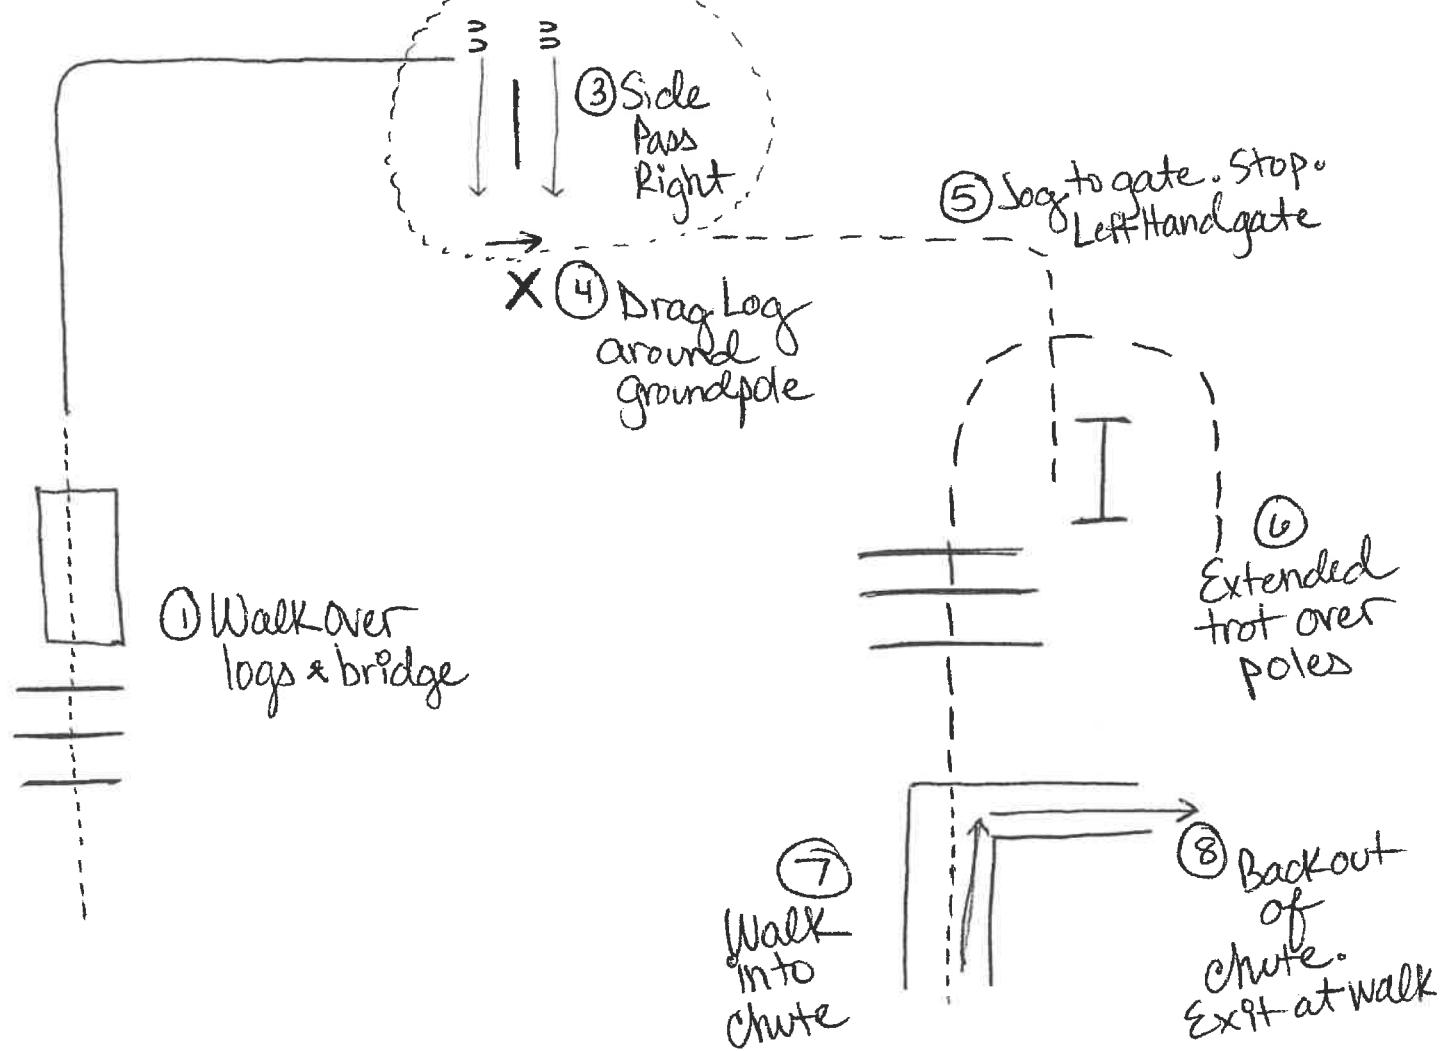 ③ Side
Pass
Right
⑤ Jog to gate. Stop.
Left Hand gate
X ④ Drag Log
around
groundpole
⑥
Extended
trot over
poles
① Walk over
logs & bridge
⑦
Walk
into
chute
⑧ Back out
of
chute.
Exit at walk